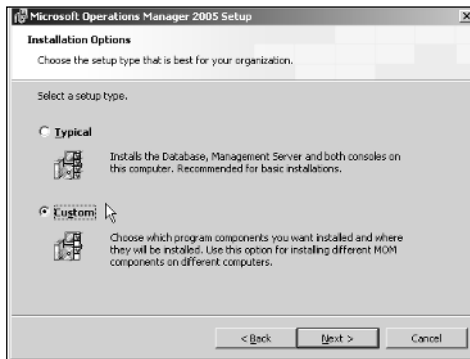 Microsoft Operations Manager 2005 Setup
Installation Options
Choose the setup type that is best for your organization.
Select a setup type.
Typical
Installs the Database, Management Server and both consoles on
this computer. Recommended for basic installations.
Custom
Choose which program components you want installed and where
they will be installed. Use this option for installing different MOM
components on different computers.
< Back
Next >
Cancel